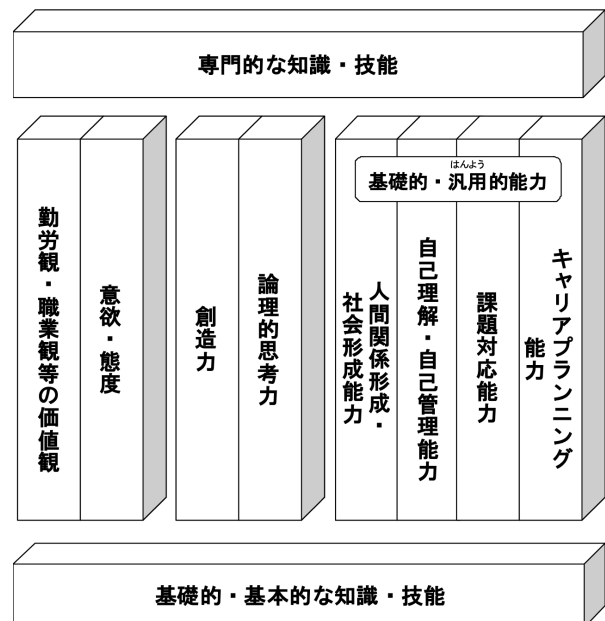 専門的な知識・技能
はんよう
基礎的・汎用的能力
勤労観・職業観等の価値観
意欲・態度
創造力
論理的思考力
人間関係形成・
社会形成能力
自己理解・自己管理能力
課題対応能力
キャリアプランニング
能力
基礎的・基本的な知識・技能